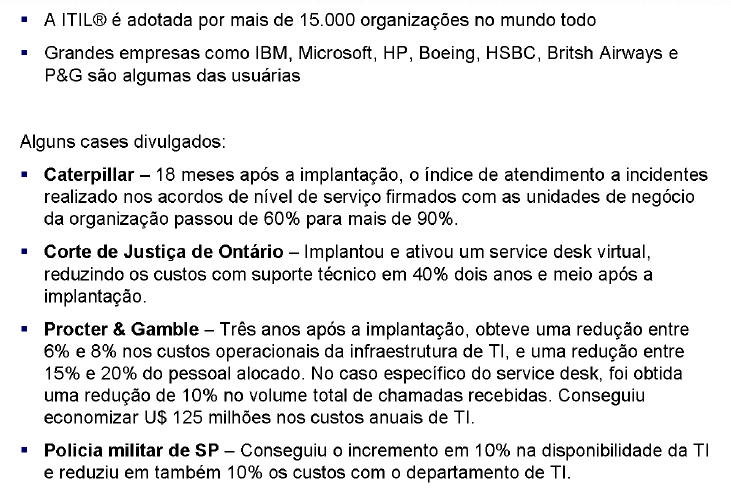 ▪ A ITIL® é adotada por mais de 15.000 organizações no mundo todo
▪ Grandes empresas como IBM, Microsoft, HP, Boeing, HSBC, Britsh Airways e
P&G são algumas das usuárias
Alguns cases divulgados:
▪ Caterpillar – 18 meses após a implantação, o índice de atendimento a incidentes
realizado nos acordos de nível de serviço firmados com as unidades de negócio
da organização passou de 60% para mais de 90%.
▪ Corte de Justiça de Ontário – Implantou e ativou um service desk virtual,
reduzindo os custos com suporte técnico em 40% dois anos e meio após a
implantação.
▪ Procter & Gamble – Três anos após a implantação, obteve uma redução entre
6% e 8% nos custos operacionais da infraestrutura de TI, e uma redução entre
15% e 20% do pessoal alocado. No caso específico do service desk, foi obtida
uma redução de 10% no volume total de chamadas recebidas. Conseguiu
economizar U$ 125 milhões nos custos anuais de TI.
▪ Policia militar de SP – Conseguiu o incremento em 10% na disponibilidade da TI
e reduziu em também 10% os custos com o departamento de TI.